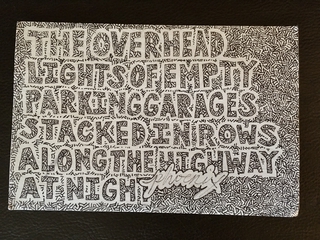 THE OVERHEAD
LIGHTS OF EMPTY
PARKING GARAGES
STACKED IN ROWS
ALONG THE HIGHWAY
AT NIGHT